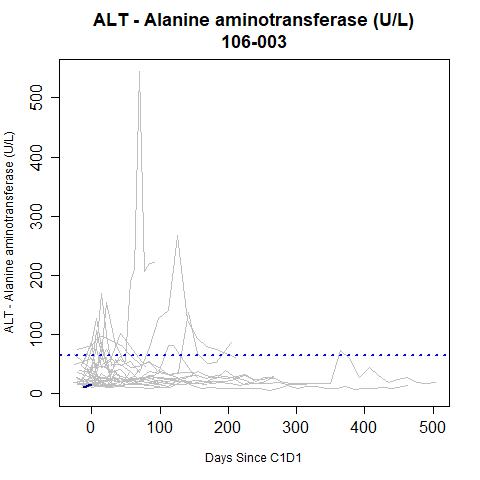 ALT - Alanine aminotransferase (U/L)
106-003
ALT - Alanine aminotransferase (U/L)
500
400
300
200
100
0
0 100 200 300 400 500
Days Since C1D1